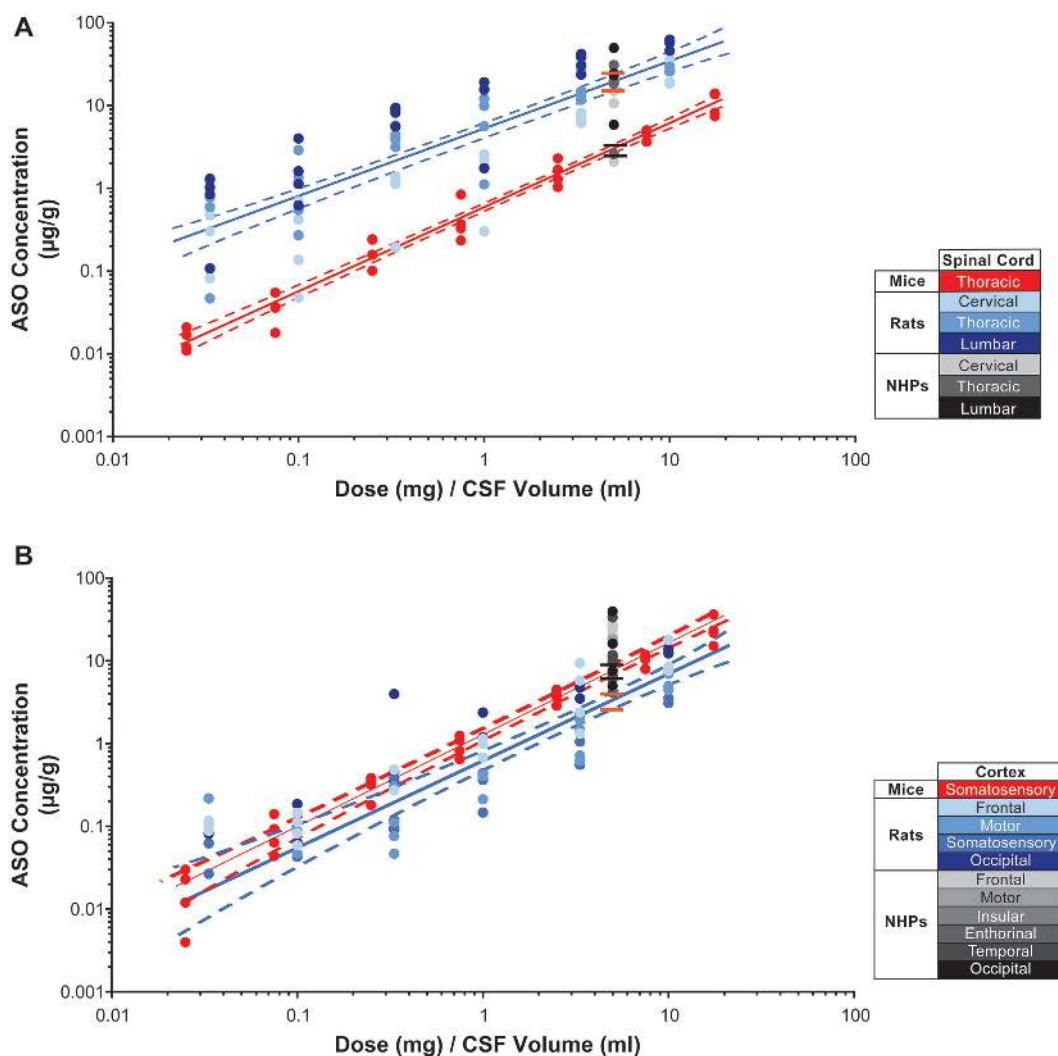 A
100
10
1
0.1
0.01
0.001
ASO Concentration
(µg/g)
0.01 0.1 1 10 100
Dose (mg) / CSF Volume (ml)
Spinal Cord
Mice Thoracic
Rats Cervical
Thoracic
Lumbar
NHPs Cervical
Thoracic
Lumbar
B
100
10
1
0.1
0.01
0.001
ASO Concentration
(µg/g)
0.01 0.1 1 10 100
Dose (mg) / CSF Volume (ml)
Cortex
Mice Somatosensory
Rats Frontal
Motor
Somatosensory
Occipital
NHPs Frontal
Motor
Insular
Enthorinal
Temporal
Occipital